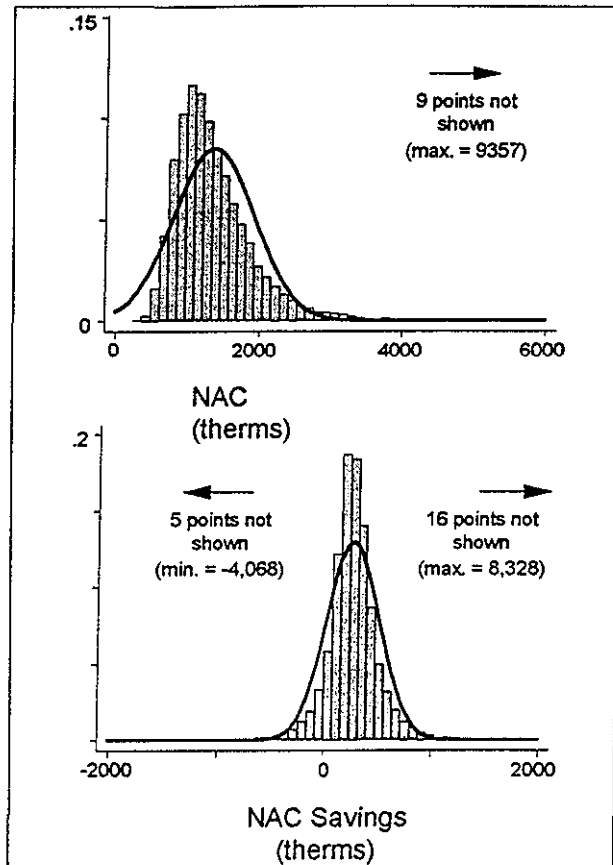 .15
9 points not
shown
(max. = 9357)
0
0 2000 4000 6000
NAC
(therms)
.2
5 points not
shown
(min. = -4,068)
16 points not
shown
(max. = 8,328)
-2000 0 2000
NAC Savings
(therms)